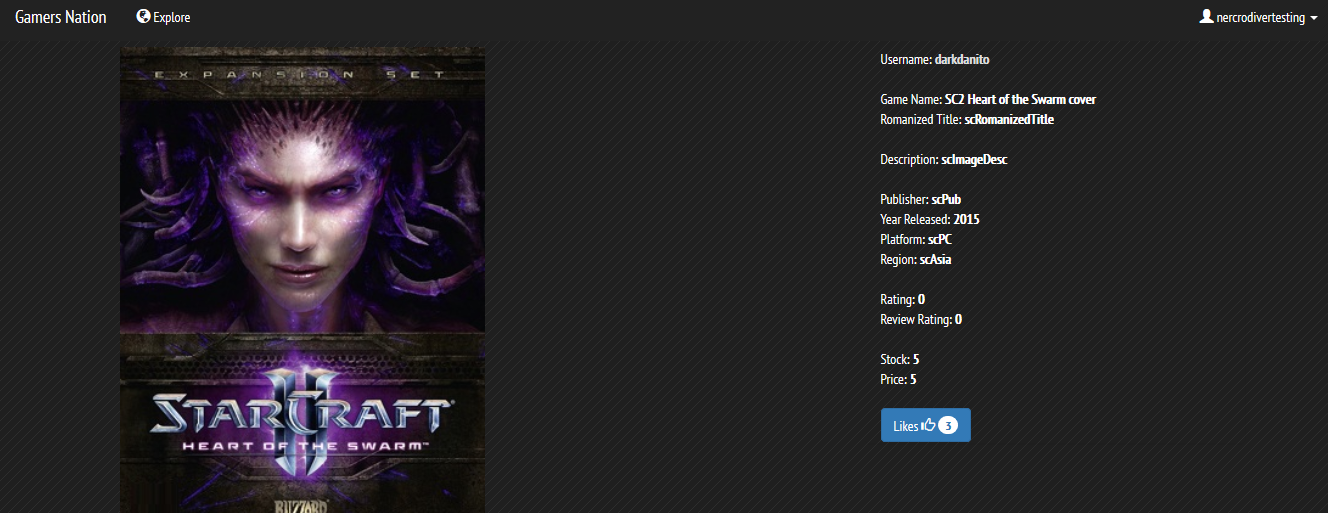 Gamers Nation
Explore
nercrodivertesting
EXPANSION SET
STARCRAFT
II
HEART OF THE SWARM™
BLIZZARD
Username: darkdanito
Game Name: SC2 Heart of the Swarm cover
Romanized Title: scRomanizedTitle
Description: scImageDesc
Publisher: scPub
Year Released: 2015
Platform: scPC
Region: scAsia
Rating: 0
Review Rating: 0
Stock: 5
Price: 5
Likes 3